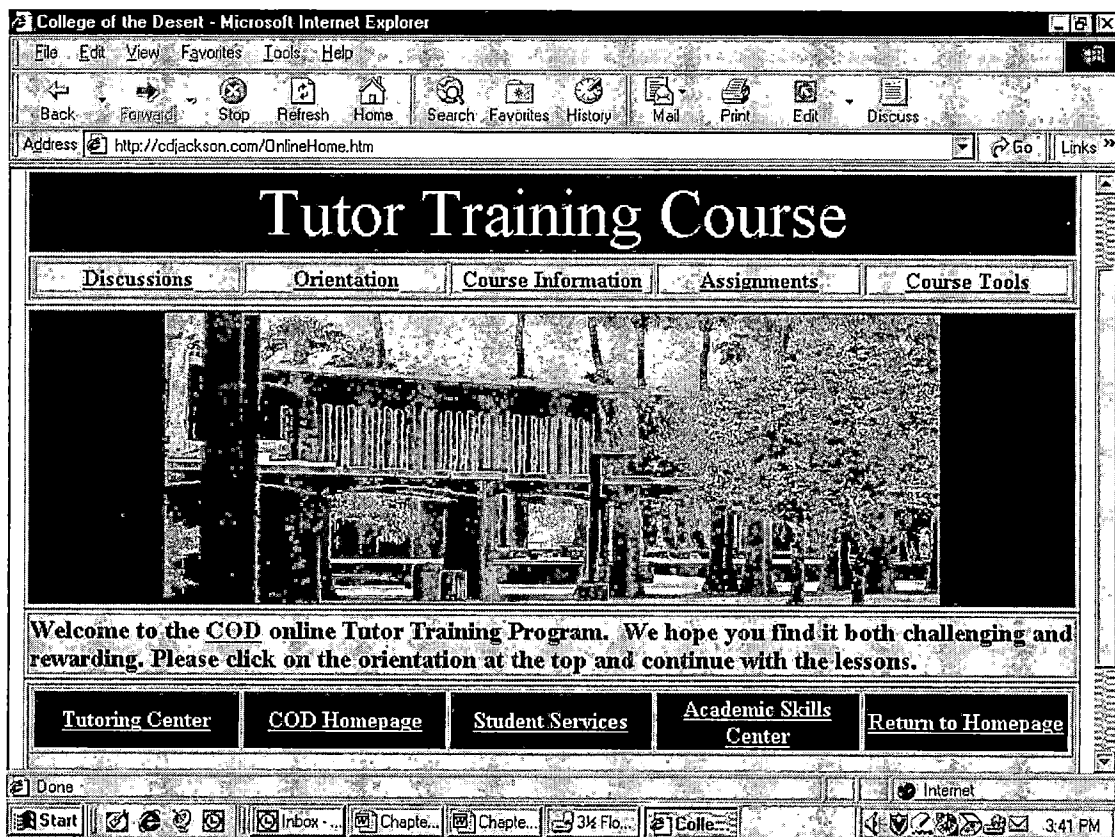 College of the Desert - Microsoft Internet Explorer
File Edit View Favorites Tools Help
Back Forward Stop Refresh Home Search Favorites History Mail Print Edit Discuss
Address http://cdjackson.com/OnlineHome.htm Go Links »
Tutor Training Course
Discussions Orientation Course Information Assignments Course Tools
Welcome to the COD online Tutor Training Program. We hope you find it both challenging and
rewarding. Please click on the orientation at the top and continue with the lessons.
Tutoring Center COD Homepage Student Services Academic Skills Center Return to Homepage
Done Internet
Start Inbox - ... Chapte... Chapte... 3½ Flo... Colle... 3:41 PM